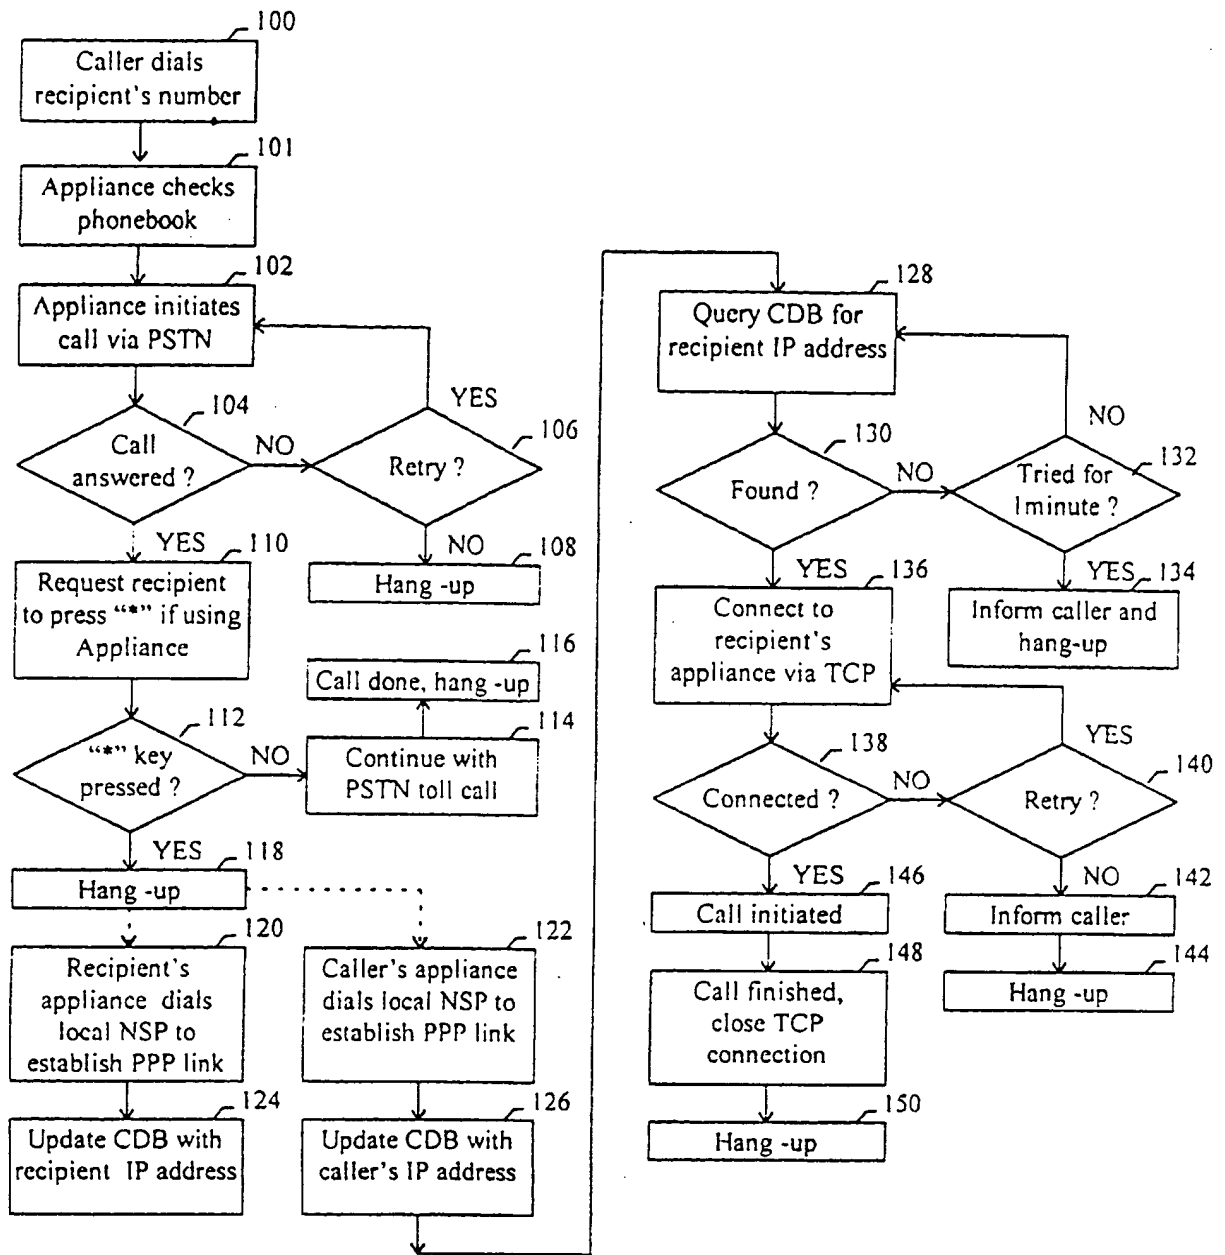 100
Caller dials
recipient's number
101
Appliance checks
phonebook
102
Appliance initiates
call via PSTN
104
Call
answered ?
NO
YES
106
Retry ?
YES
NO
108
Hang -up
110
Request recipient
to press “*” if using
Appliance
112
“*” key
pressed ?
NO
114
Continue with
PSTN toll call
116
Call done, hang -up
YES
118
Hang -up
120
Recipient's
appliance dials
local NSP to
establish PPP link
122
Caller's appliance
dials local NSP to
establish PPP link
124
Update CDB with
recipient IP address
126
Update CDB with
caller's IP address
128
Query CDB for
recipient IP address
130
Found ?
NO
NO
132
Tried for
1minute ?
YES
134
Inform caller and
hang-up
YES
136
Connect to
recipient's
appliance via TCP
138
Connected ?
NO
YES
140
Retry ?
NO
142
Inform caller
144
Hang -up
YES
146
Call initiated
148
Call finished,
close TCP
connection
150
Hang -up